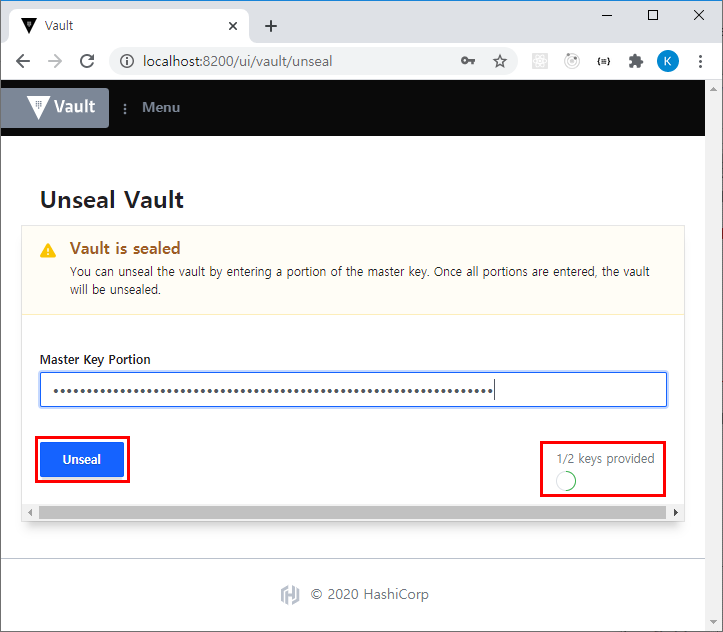 Vault
localhost:8200/ui/vault/unseal
K
Vault
Menu
Unseal Vault
Vault is sealed
You can unseal the vault by entering a portion of the master key. Once all portions are entered, the vault
will be unsealed.
Master Key Portion
Unseal
1/2 keys provided
© 2020 HashiCorp